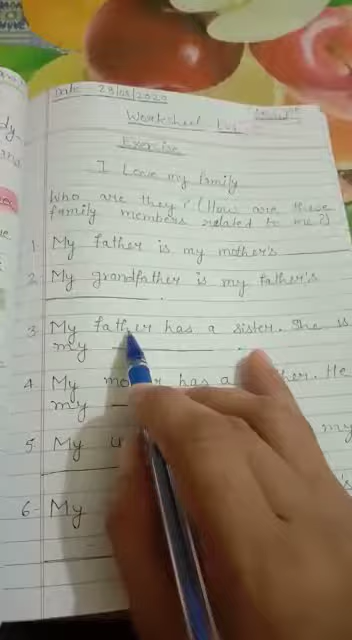 Date 28/08/2020
Worksheet
Exercise
I Love my family
Who are they? (How are these
family members related to me?)
1. My father is my mother's
2. My grandfather is my father's
3. My father has a sister. She is
my
4. My has a He
my
5. My my
6- My